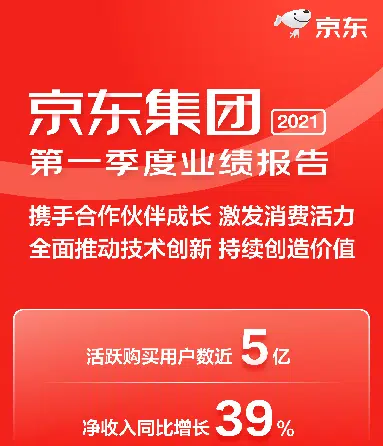 京东
京东集团 2021
第一季度业绩报告
携手合作伙伴成长 激发消费活力
全面推动技术创新 持续创造价值
活跃购买用户数近 5 亿
净收入同比增长 39 %